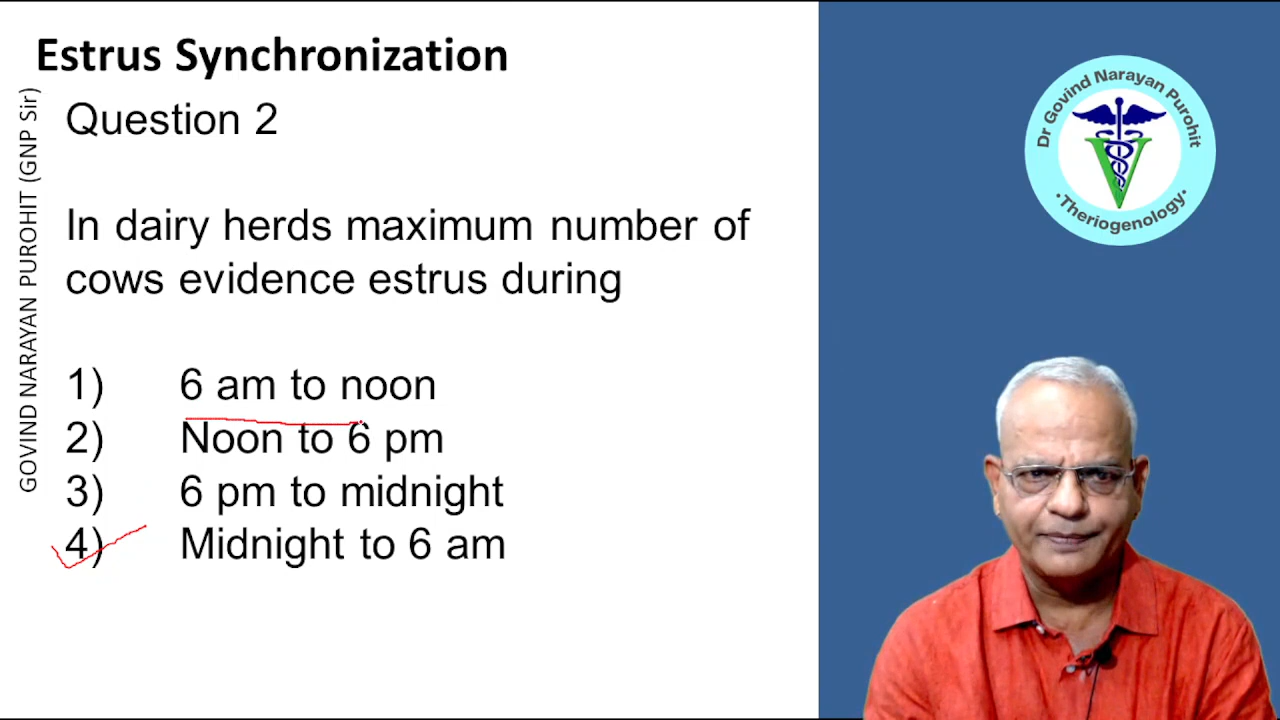 Estrus Synchronization
GOVIND NARAYAN PUROHIT (GNP Sir)
Question 2
In dairy herds maximum number of
cows evidence estrus during
1) 6 am to noon
2) Noon to 6 pm
3) 6 pm to midnight
4) Midnight to 6 am
Dr Govind Narayan Purohit
V
·Theriogenology·